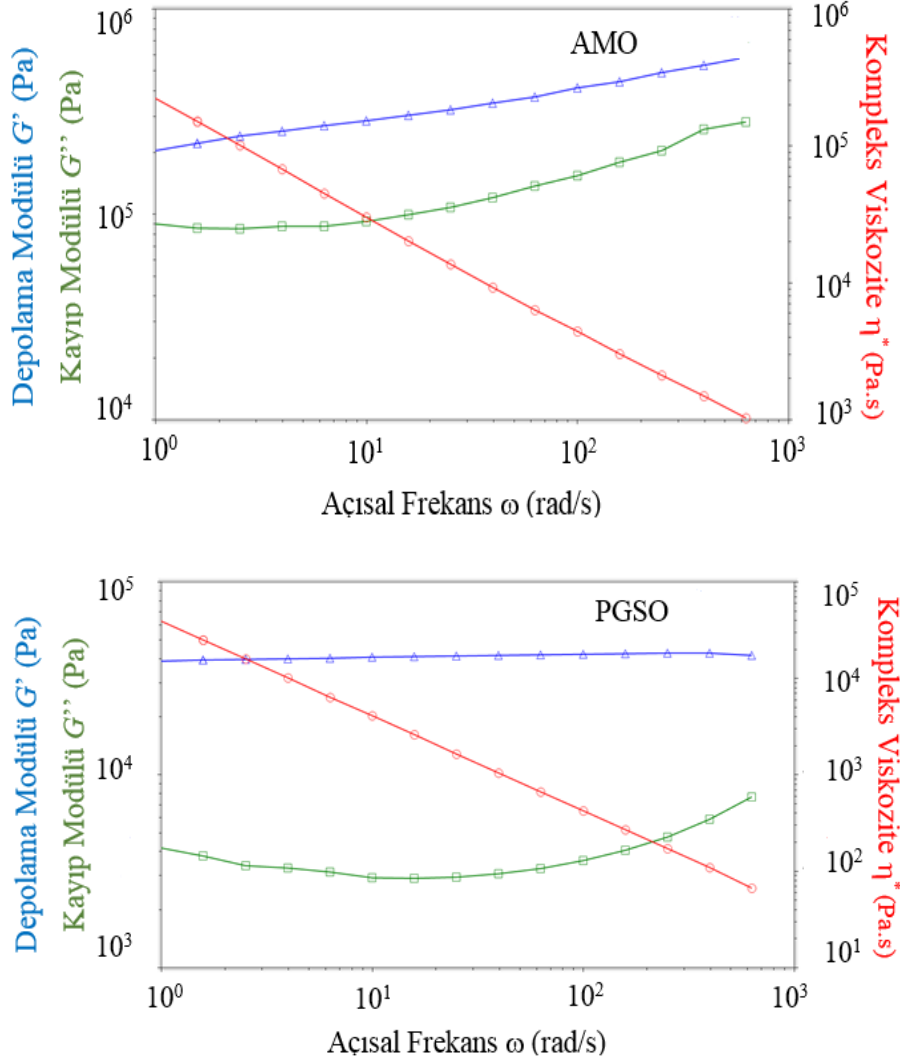 AMO
Depolama Modülü G' (Pa)
Kayıp Modülü G'' (Pa)
10⁶
10⁵
10⁴
10⁶
10⁵
10⁴
10³
Kompleks Viskozite η* (Pa.s)
10⁰ 10¹ 10² 10³
Açısal Frekans ω (rad/s)
PGSO
Depolama Modülü G' (Pa)
Kayıp Modülü G'' (Pa)
10⁵
10⁴
10³
10⁵
10⁴
10³
10²
10¹
Kompleks Viskozite η* (Pa.s)
10⁰ 10¹ 10² 10³
Açısal Frekans ω (rad/s)